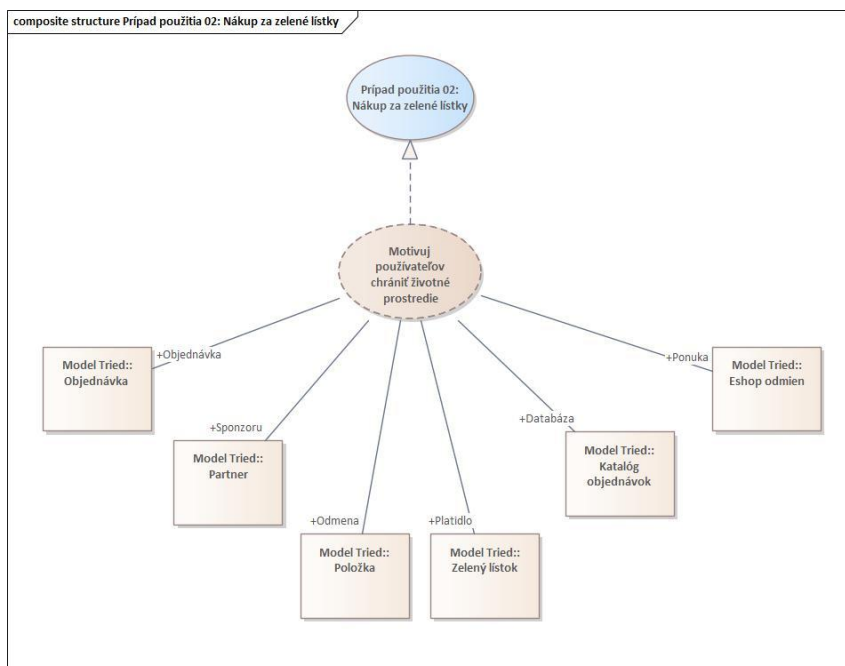 composite structure Prípad použitia 02: Nákup za zelené lístky
Prípad použitia 02:
Nákup za zelené lístky
Motivuj
používateľov
chrániť životné
prostredie
+Objednávka
+Ponuka
Model Tried::
Objednávka
Model Tried::
Eshop odmien
+Sponzoru
+Databáza
Model Tried::
Partner
Model Tried::
Katalóg
objednávok
+Odmena
+Platidlo
Model Tried::
Položka
Model Tried::
Zelený lístok